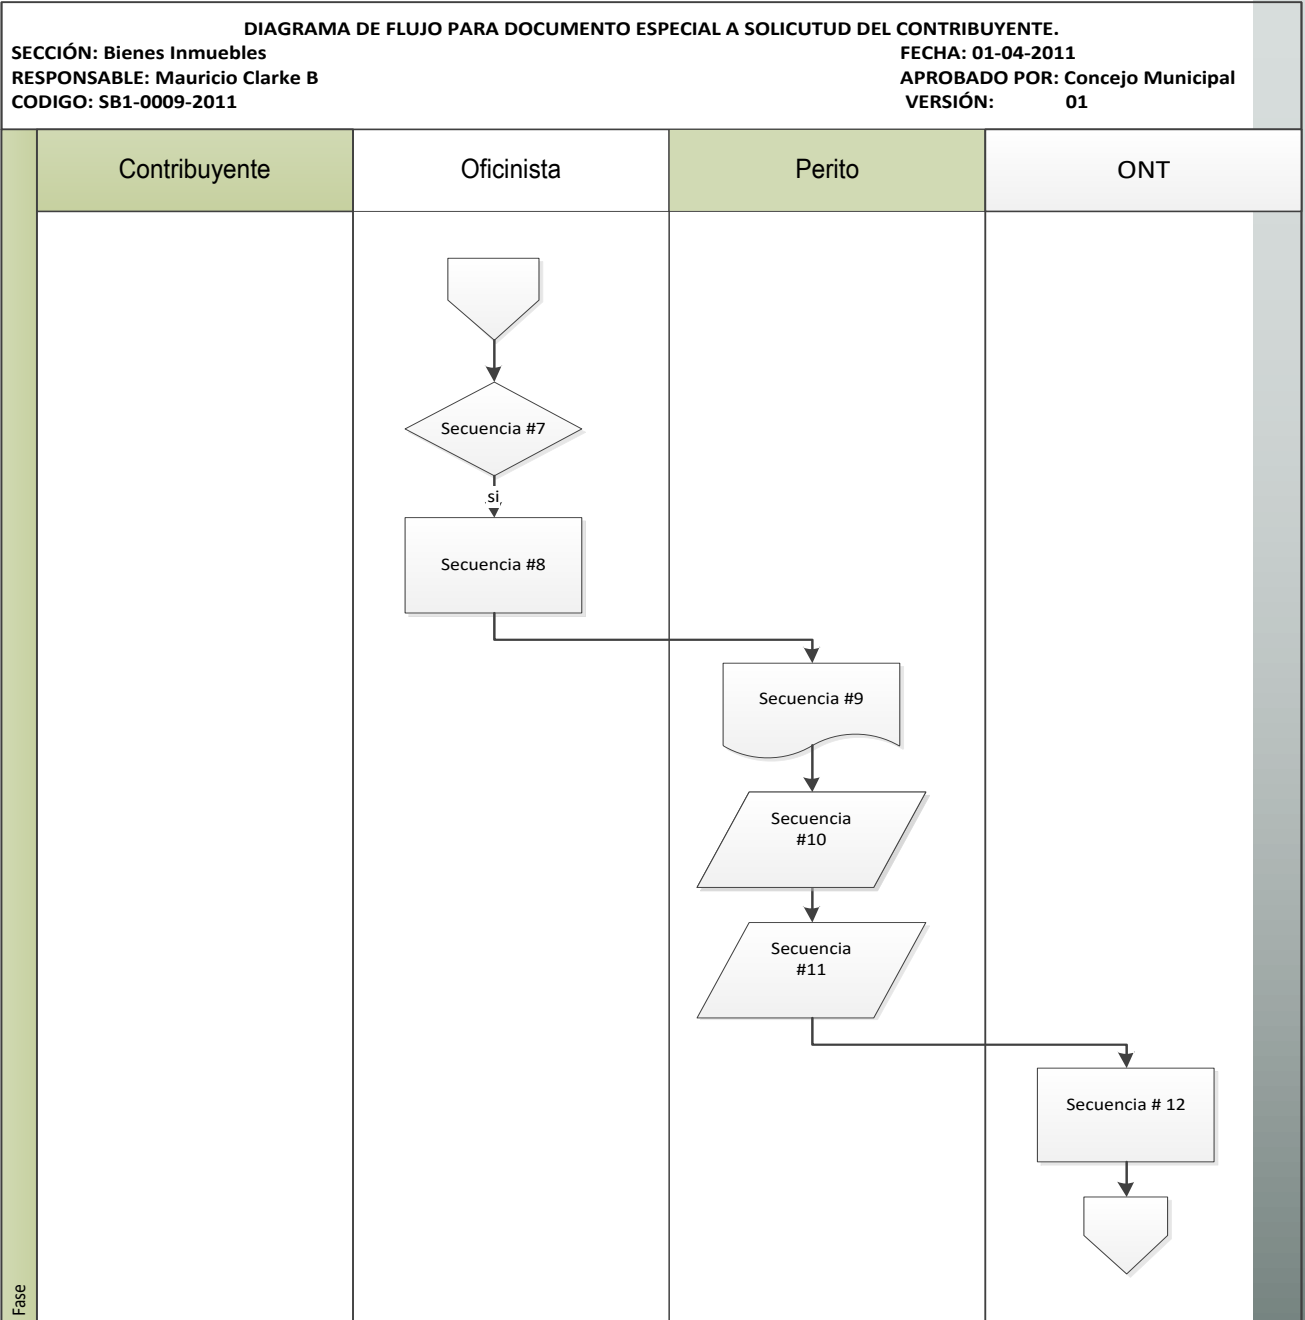 DIAGRAMA DE FLUJO PARA DOCUMENTO ESPECIAL A SOLICUTUD DEL CONTRIBUYENTE.
SECCIÓN: Bienes Inmuebles FECHA: 01-04-2011
RESPONSABLE: Mauricio Clarke B APROBADO POR: Concejo Municipal
CODIGO: SB1-0009-2011 VERSIÓN: 01
Contribuyente Oficinista Perito ONT
Secuencia #7
si
Secuencia #8
Secuencia #9
Secuencia
#10
Secuencia
#11
Secuencia # 12
Fase